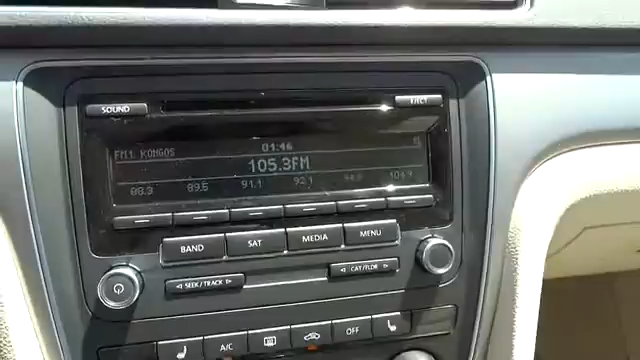 SOUND
EJECT
FM1 KONGOS
01:46
105.3FM
88.3 89.5 91.1 92.1 104.9
BAND SAT MEDIA MENU
◁ SEEK/TRACK ▷ ◁ CAT/FLDR ▷
A/C OFF